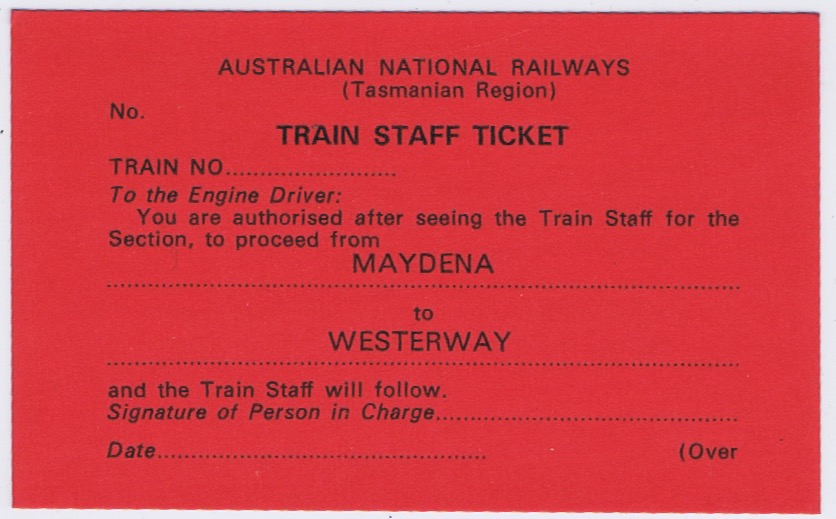 AUSTRALIAN NATIONAL RAILWAYS
(Tasmanian Region)
No.
TRAIN STAFF TICKET
TRAIN NO.........................
To the Engine Driver:
You are authorised after seeing the Train Staff for the
Section, to proceed from
MAYDENA
to
WESTERWAY
and the Train Staff will follow.
Signature of Person in Charge.............................................
Date.................................................. (Over